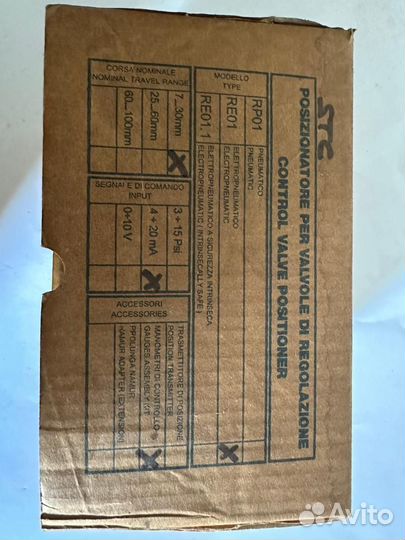 STC
POSIZIONATORE PER VALVOLE DI REGOLAZIONE
CONTROL VALVE POSITIONER
MODELLO
TYPE
RP01
PNEUMATICO
PNEUMATIC
RE01
ELETTROPNEUMATICO
ELECTROPNEUMATIC
X
RE01.1
ELETTROPNEUMATICO A SICUREZZA INTRINSECA
ELECTROPNEUMATIC (INTRINSECALLY SAFE)
CORSA NOMINALE
NOMINAL TRAVEL RANGE
7...30mm
X
25...60mm
60...100mm
SEGNALE DI COMANDO
INPUT
3 ÷ 15 Psi
4 ÷ 20 mA
X
0÷10 V
ACCESSORI
ACCESSORIES
TRASMETTITORE DI POSIZIONE
POSITION TRANSMITTER
MANOMETRI DI CONTROLLO
GAUGES ASSEMBLY KIT
X
PROLUNGA NAMUR
NAMUR ADAPTER (EXTENSION)
Avito